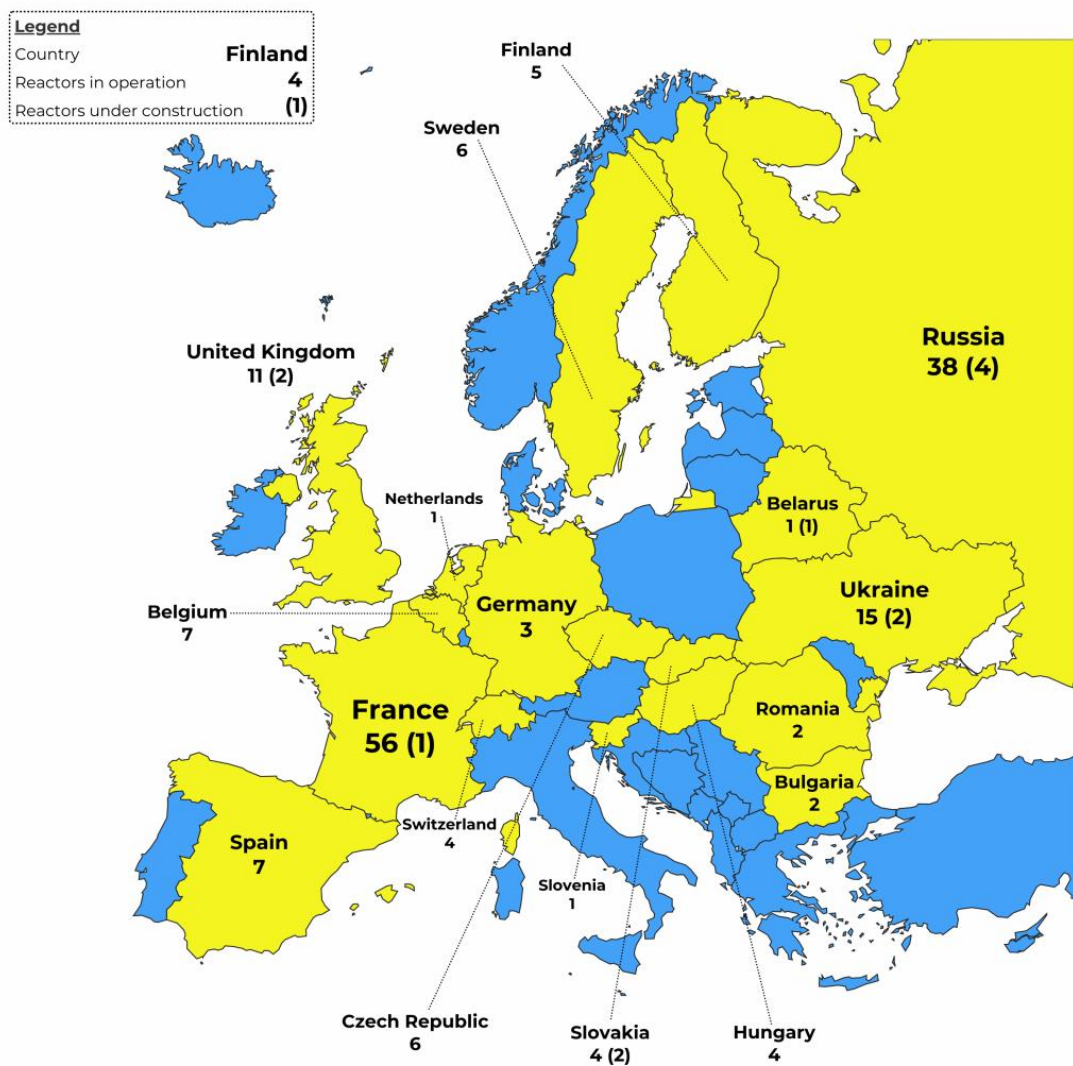 Legend
Country Finland
Reactors in operation 4
Reactors under construction (1)
Finland
5
Sweden
6
Russia
38 (4)
United Kingdom
11 (2)
Netherlands
1
Belarus
1 (1)
Ukraine
15 (2)
Belgium
7
Germany
3
France
56 (1)
Romania
2
Bulgaria
2
Switzerland
4
Spain
7
Slovenia
1
Czech Republic
6
Slovakia
4 (2)
Hungary
4